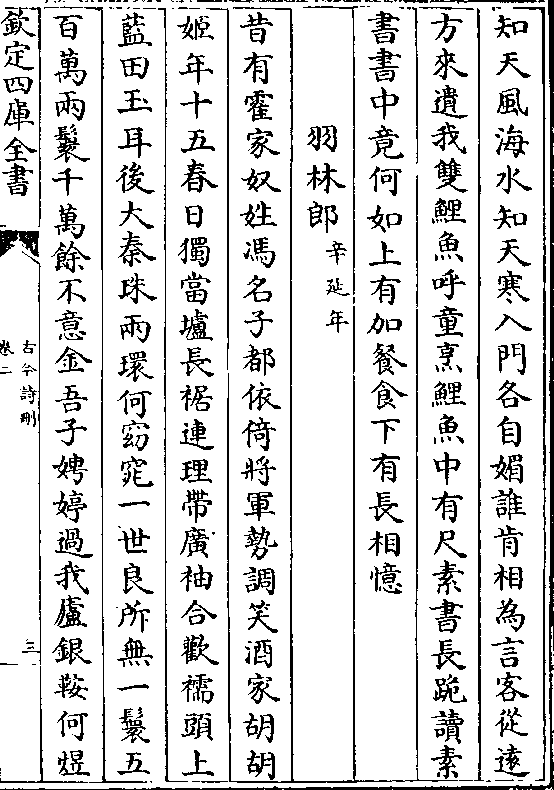 知天風海水知天寒入門各自媚誰肯相為言客從遠
方來遺我雙鯉魚呼童烹鯉魚中有尺素書長跪讀素
書書中竟何如上有加餐食下有長相憶
羽林郎辛延年
昔有霍家奴姓馮名子都依倚將軍勢調笑酒家胡胡
姬年十五春日獨當壚長裾連理帶廣袖合歡襦頭上
藍田玉耳後大秦珠兩鬟何窈窕一世良所無一鬟五
百萬兩鬟千萬餘不意金吾子娉婷過我廬銀鞍何煜
欽定四庫全書
古今詩刪
卷二
三